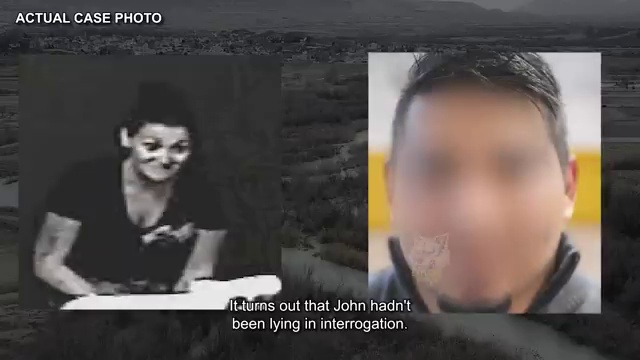 ACTUAL CASE PHOTO
It turns out that John hadn't
been lying in interrogation.